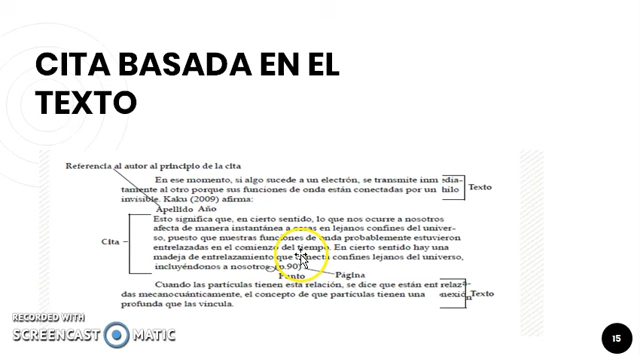 CITA BASADA EN EL
TEXTO
Referencia al autor al principio de la cita
En ese momento, si algo sucede a un electrón, se transmite inmedia-
tamente al otro porque sus funciones de onda están conectadas por un hilo
invisible. Kaku (2009) afirma:
Texto
Apellido Año
Esto significa que, en cierto sentido, lo que nos ocurre a nosotros
afecta de manera instantánea a cosas en lejanos confines del univer-
so, puesto que nuestras funciones de onda probablemente estuvieron
entrelazadas en el comienzo del tiempo. En cierto sentido hay una
madeja de entrelazamiento que conecta confines lejanos del universo,
incluyéndonos a nosotros. (p.90)
Cita
Punto
Página
Cuando las partículas tienen esta relación, se dice que están entrelaza-
das mecanocuánticamente, el concepto de que partículas tienen una conexión
profunda que las vincula.
Texto
RECORDED WITH
SCREENCAST MATIC
15